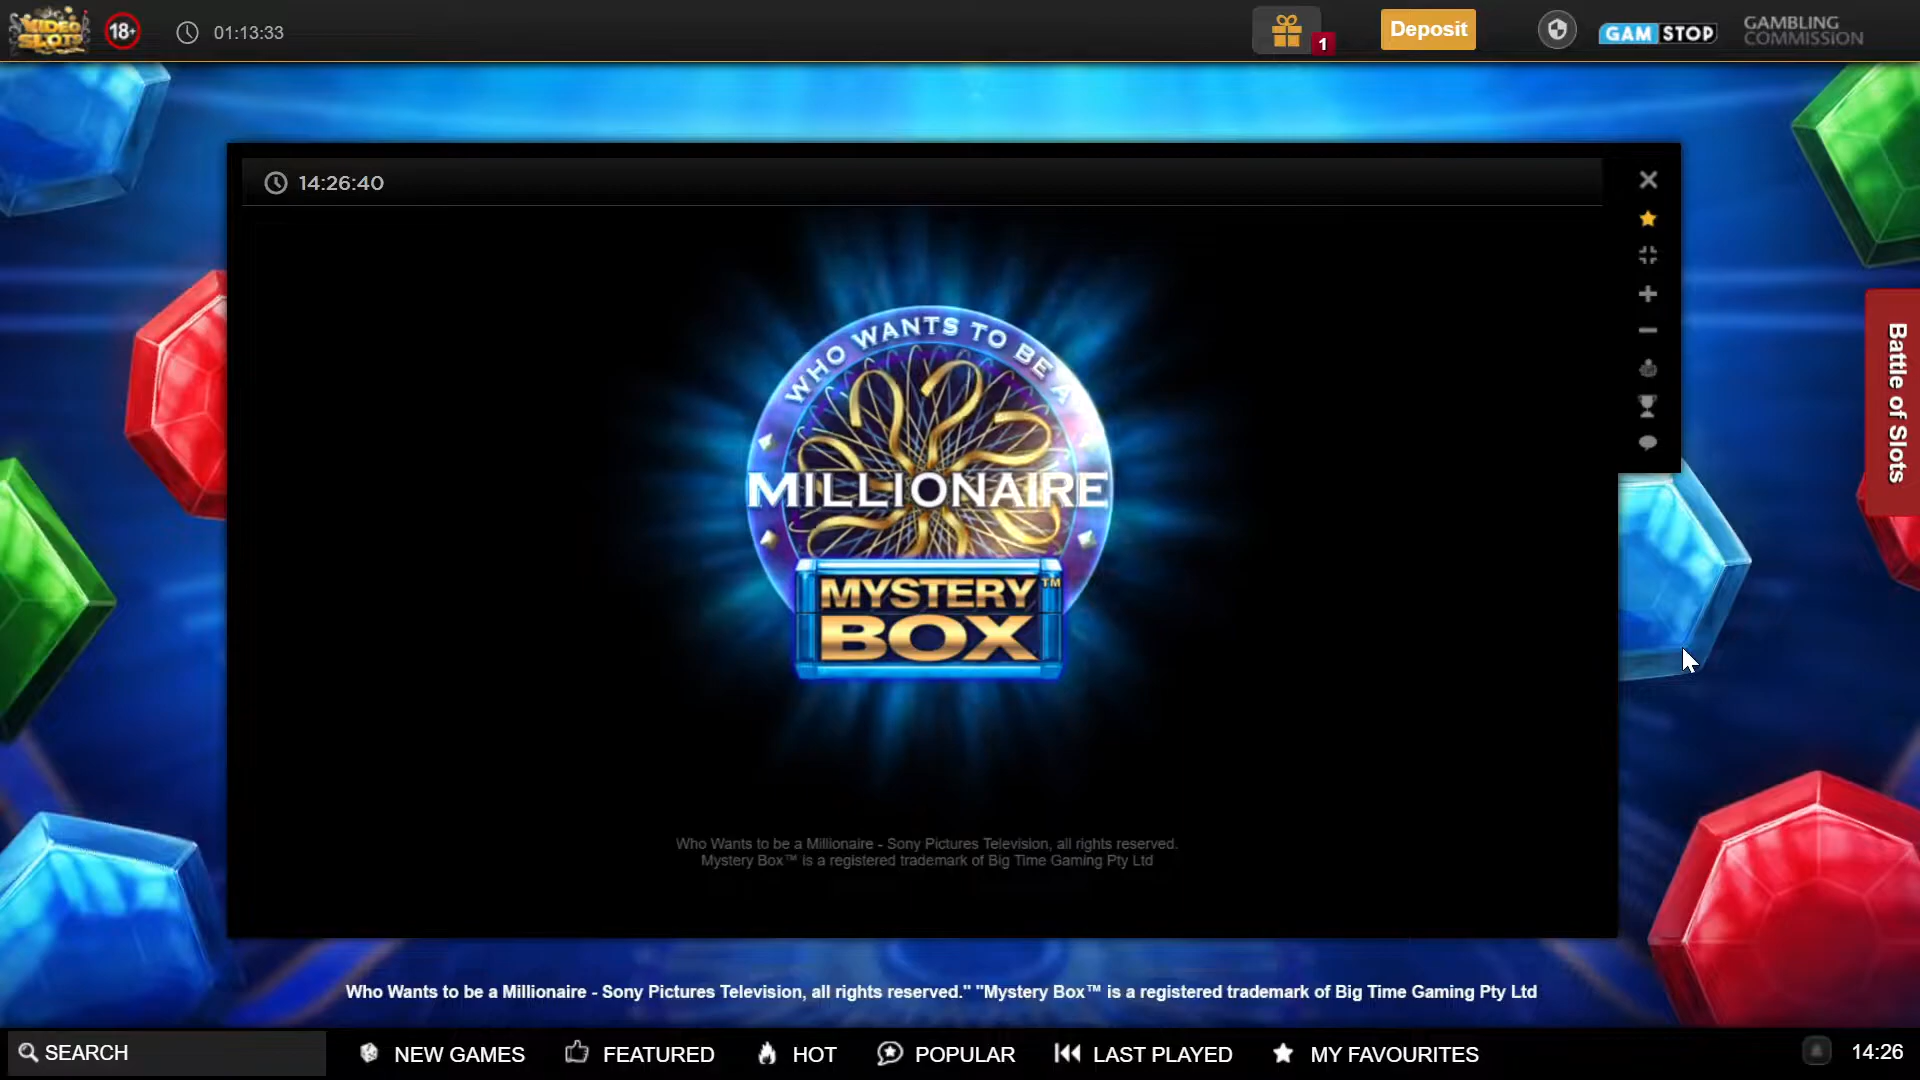 VIDEO
SLOTS
18+
01:13:33
1
Deposit
GAMSTOP
GAMBLING
COMMISSION
14:26:40
WHO WANTS TO BE A
MILLIONAIRE
MYSTERY™
BOX
Battle of Slots
Who Wants to be a Millionaire - Sony Pictures Television, all rights reserved.
Mystery Box™ is a registered trademark of Big Time Gaming Pty Ltd
Who Wants to be a Millionaire - Sony Pictures Television, all rights reserved." "Mystery Box™ is a registered trademark of Big Time Gaming Pty Ltd
SEARCH
NEW GAMES
FEATURED
HOT
POPULAR
LAST PLAYED
MY FAVOURITES
14:26